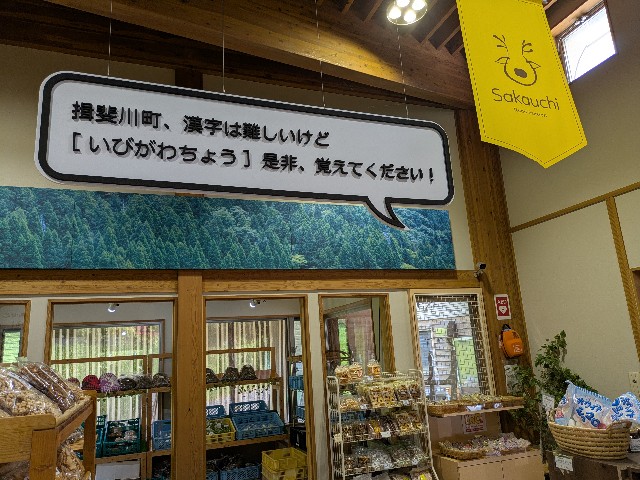 揖斐川町、漢字は難しいけど
[いびがわちょう]是非、覚えてください!
Sakauchi
AED